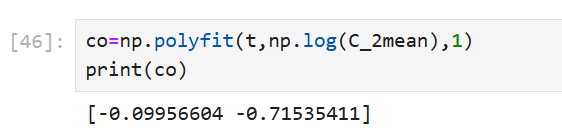 [46]: co=np.polyfit(t,np.log(C_2mean),1)
print(co)
[-0.09956604 -0.71535411]